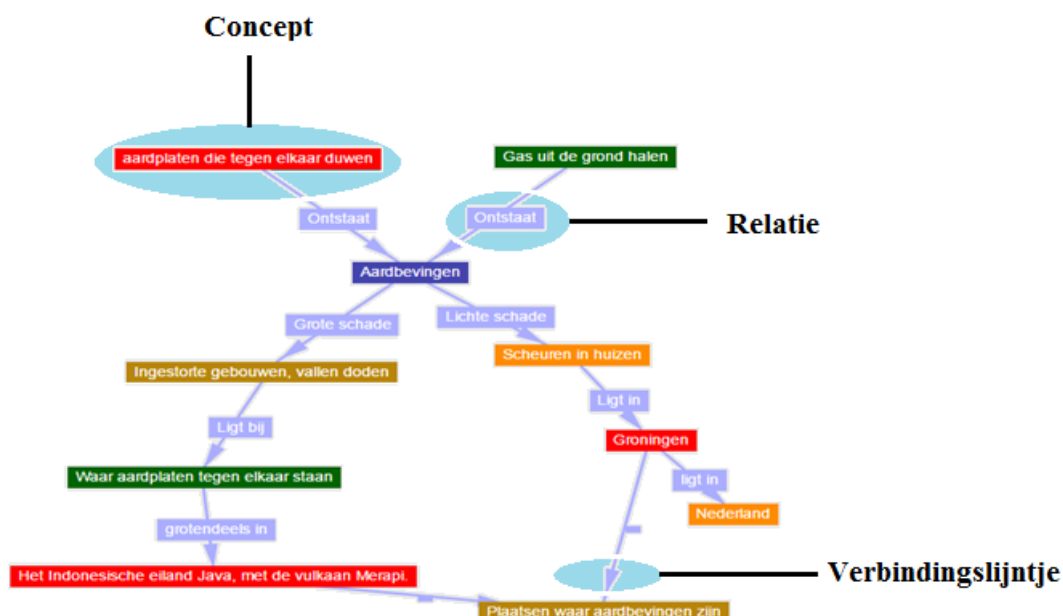 Concept
aardplaten die tegen elkaar duwen
Gas uit de grond halen
Ontstaat
Ontstaat
Relatie
Aardbevingen
Grote schade
Lichte schade
Scheuren in huizen
Ingestorte gebouwen, vallen doden
Ligt in
Ligt bij
Groningen
Waar aardplaten tegen elkaar staan
ligt in
Nederland
grotendeels in
Het Indonesische eiland Java, met de vulkaan Merapi.
Verbindingslijntje
Plaatsen waar aardbevingen zijn